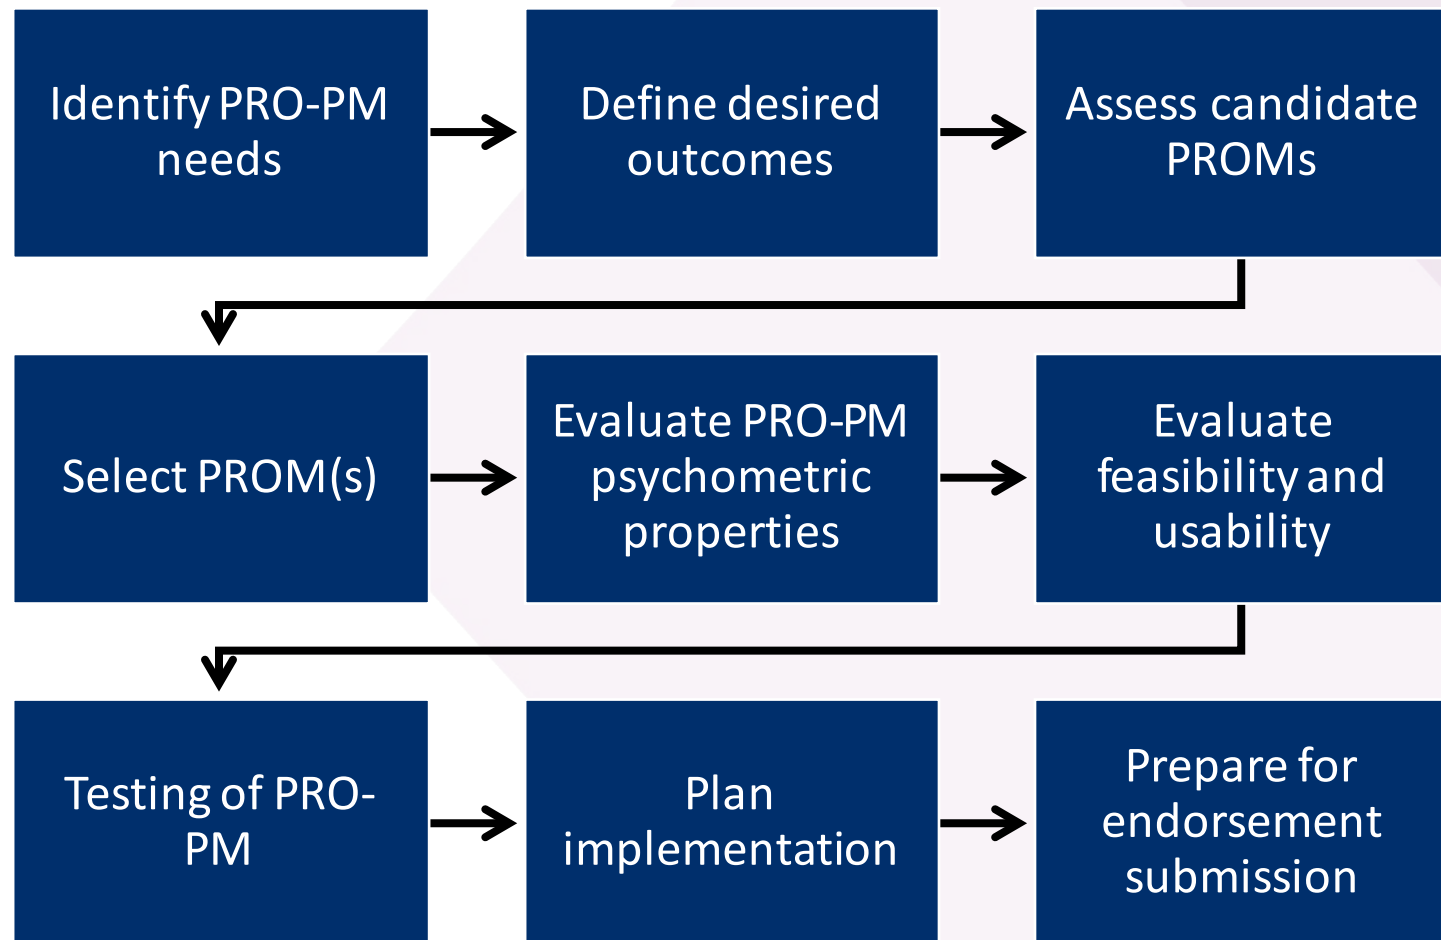 Identify PRO-PM
needs
Define desired
outcomes
Assess candidate
PROMs
Select PROM(s)
Evaluate PRO-PM
psychometric
properties
Evaluate
feasibility and
usability
Testing of PRO-
PM
Plan
implementation
Prepare for
endorsement
submission